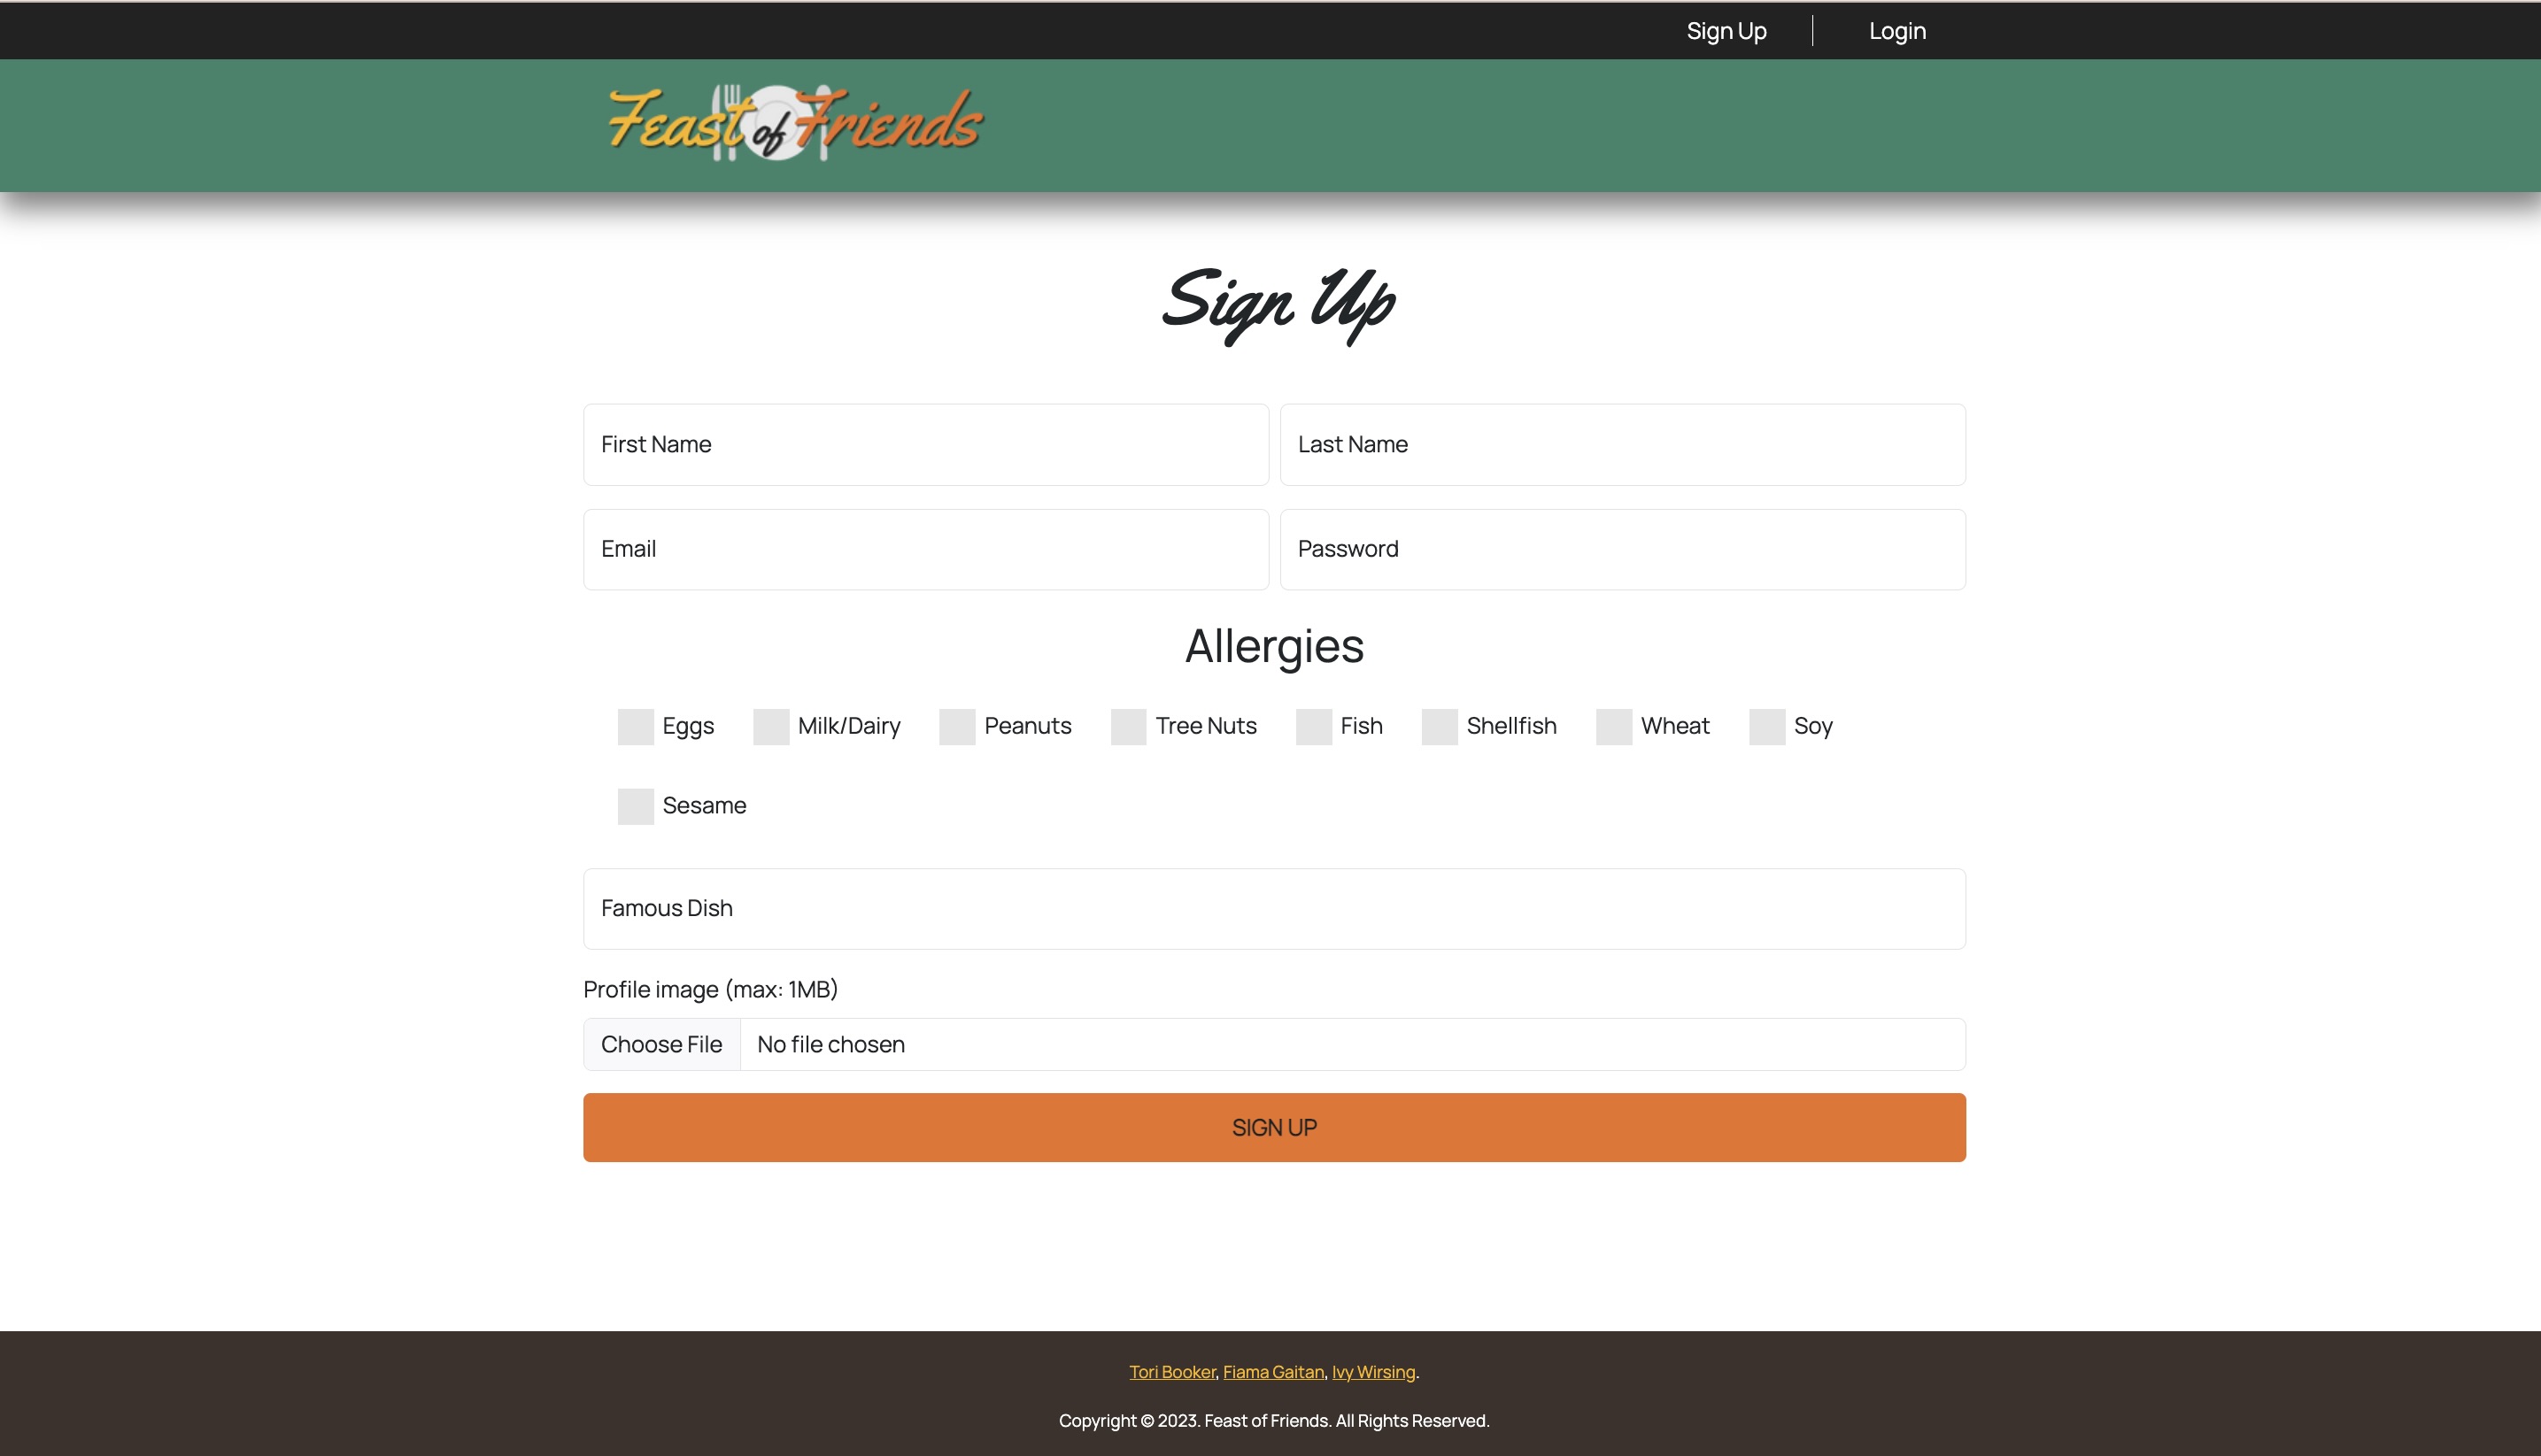 Sign Up Login
Feast of Friends
Sign Up
First Name Last Name
Email Password
Allergies
Eggs Milk/Dairy Peanuts Tree Nuts Fish Shellfish Wheat Soy
Sesame
Famous Dish
Profile image (max: 1MB)
Choose File No file chosen
SIGN UP
Tori Booker, Fiama Gaitan, Ivy Wirsing.
Copyright © 2023. Feast of Friends. All Rights Reserved.